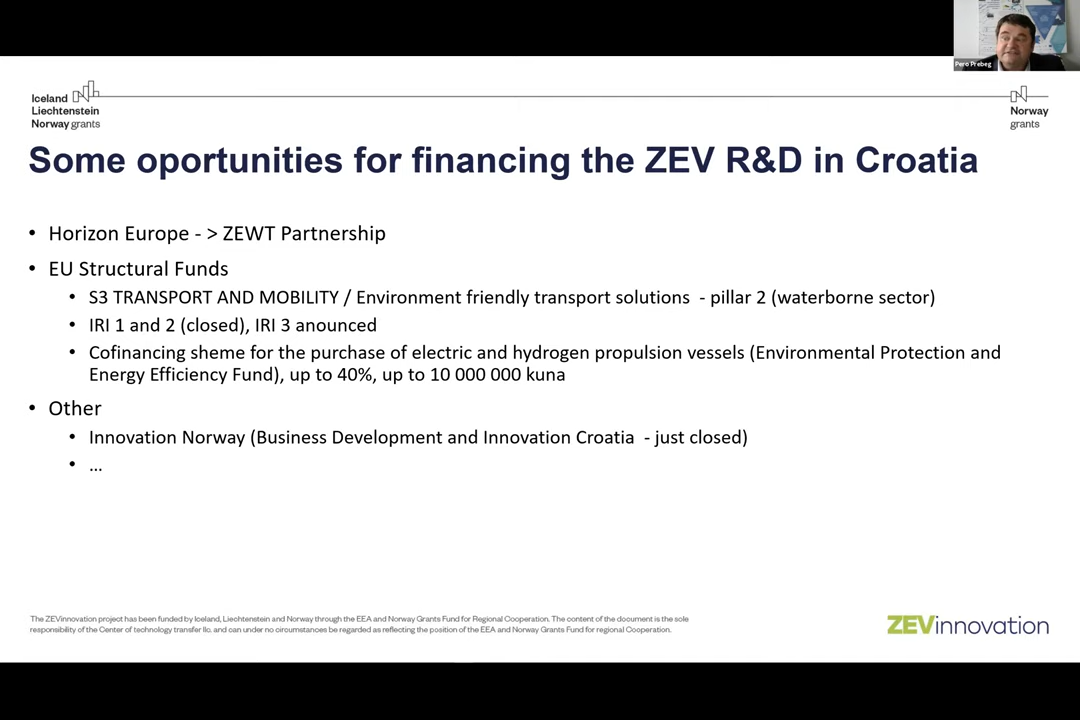 Pero Prebeg
Iceland
Liechtenstein
Norway grants
Norway
grants
Some oportunities for financing the ZEV R&D in Croatia
• Horizon Europe - > ZEWT Partnership
• EU Structural Funds
• S3 TRANSPORT AND MOBILITY / Environment friendly transport solutions - pillar 2 (waterborne sector)
• IRI 1 and 2 (closed), IRI 3 anounced
• Cofinancing sheme for the purchase of electric and hydrogen propulsion vessels (Environmental Protection and
Energy Efficiency Fund), up to 40%, up to 10 000 000 kuna
• Other
• Innovation Norway (Business Development and Innovation Croatia - just closed)
• ...
The ZEVinnovation project has been funded by Iceland, Liechtenstein and Norway through the EEA and Norway Grants Fund for Regional Cooperation. The content of the document is the sole
responsibility of the Center of technology transfer llc. and can under no circumstances be regarded as reflecting the position of the EEA and Norway Grants Fund for regional Cooperation.
ZEVinnovation